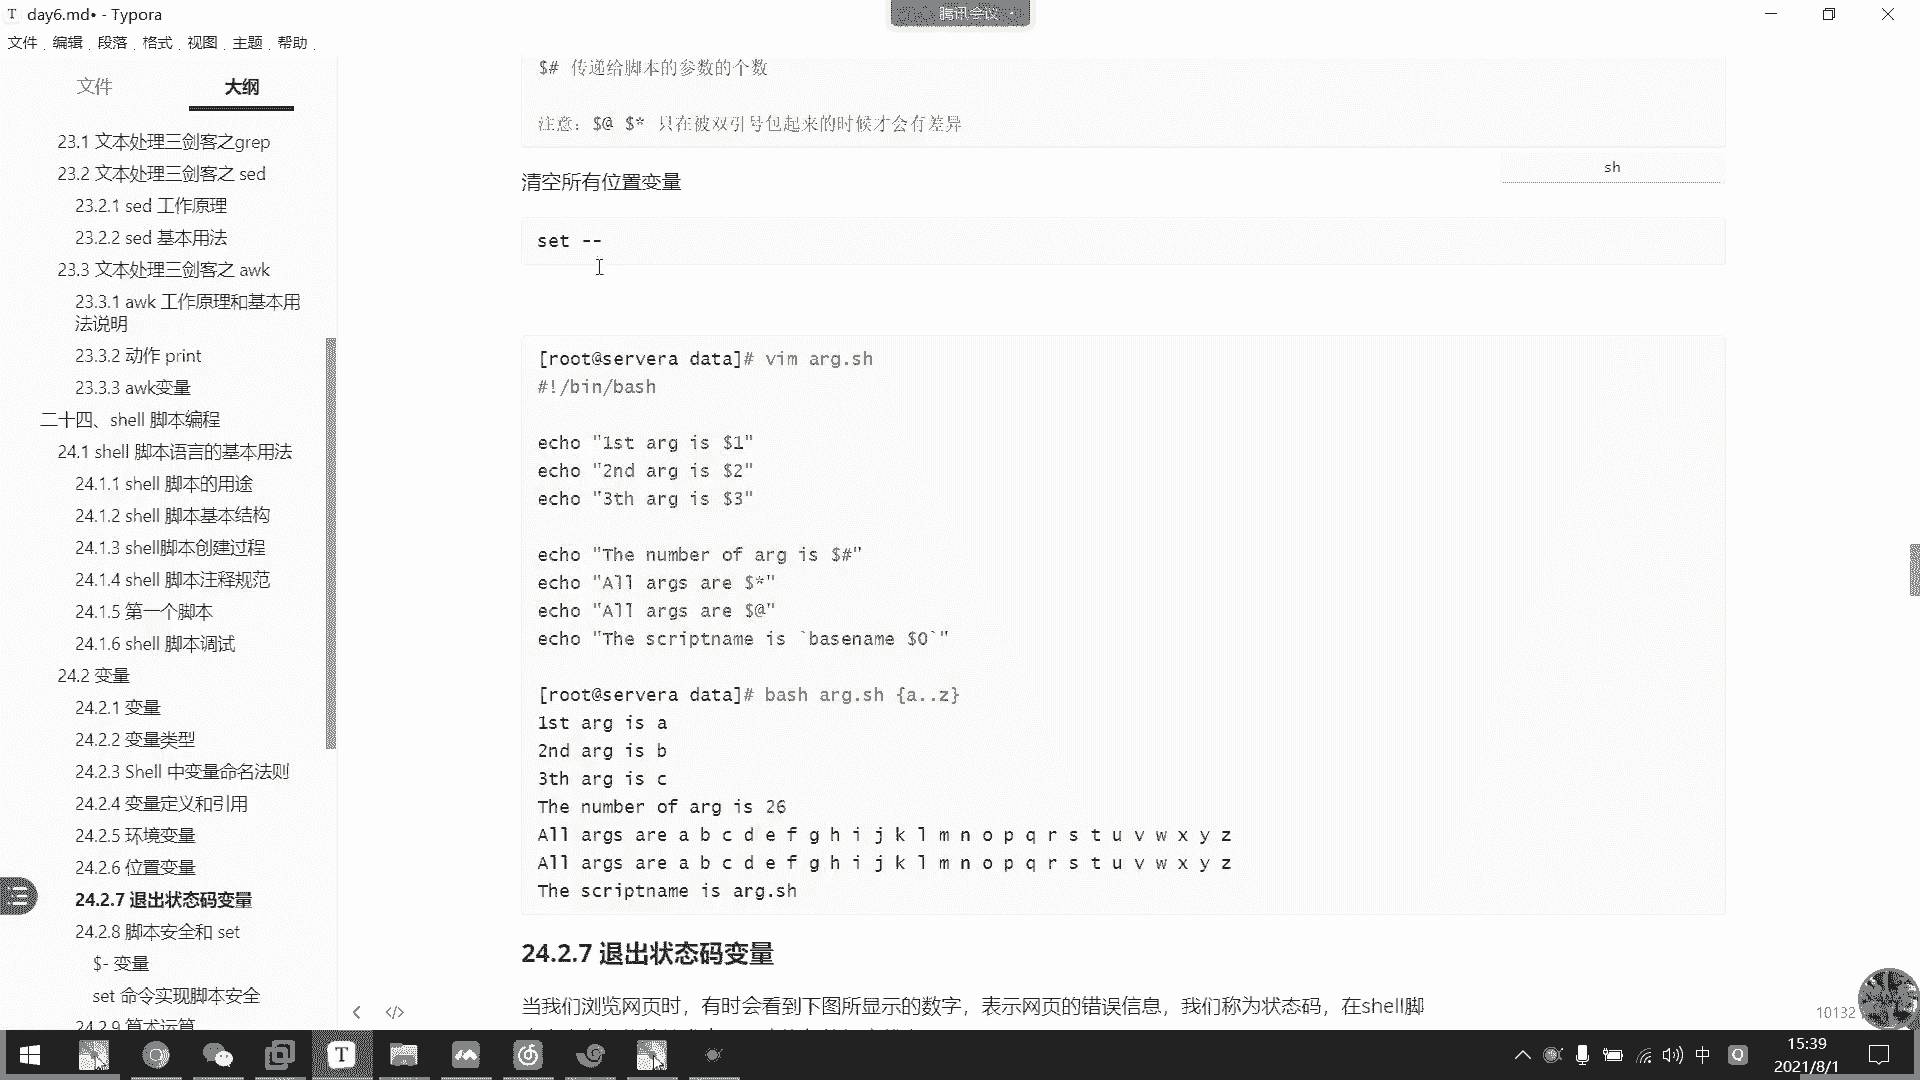 day6.md• - Typora
腾讯会议
文件 编辑 段落 格式 视图 主题 帮助
文件 大纲
23.1 文本处理三剑客之grep
23.2 文本处理三剑客之 sed
23.2.1 sed 工作原理
23.2.2 sed 基本用法
23.3 文本处理三剑客之 awk
23.3.1 awk 工作原理和基本用
法说明
23.3.2 动作 print
23.3.3 awk变量
二十四、shell 脚本编程
24.1 shell 脚本语言的基本用法
24.1.1 shell 脚本的用途
24.1.2 shell 脚本基本结构
24.1.3 shell脚本创建过程
24.1.4 shell 脚本注释规范
24.1.5 第一个脚本
24.1.6 shell 脚本调试
24.2 变量
24.2.1 变量
24.2.2 变量类型
24.2.3 Shell 中变量命名法则
24.2.4 变量定义和引用
24.2.5 环境变量
24.2.6 位置变量
24.2.7 退出状态码变量
24.2.8 脚本安全和 set
$- 变量
set 命令实现脚本安全
24.2.9 算术运算
$# 传递给脚本的参数的个数
注意：$@ $* 只在被双引号包起来的时候才会有差异
sh
清空所有位置变量
set --
[root@servera data]# vim arg.sh
#!/bin/bash
echo "1st arg is $1"
echo "2nd arg is $2"
echo "3th arg is $3"
echo "The number of arg is $#"
echo "All args are $*"
echo "All args are $@"
echo "The scriptname is `basename $0`"
[root@servera data]# bash arg.sh {a..z}
1st arg is a
2nd arg is b
3th arg is c
The number of arg is 26
All args are a b c d e f g h i j k l m n o p q r s t u v w x y z
All args are a b c d e f g h i j k l m n o p q r s t u v w x y z
The scriptname is arg.sh
24.2.7 退出状态码变量
当我们浏览网页时，有时会看到下图所显示的数字，表示网页的错误信息，我们称为状态码，在shell脚
10132
中
15:39
2021/8/1